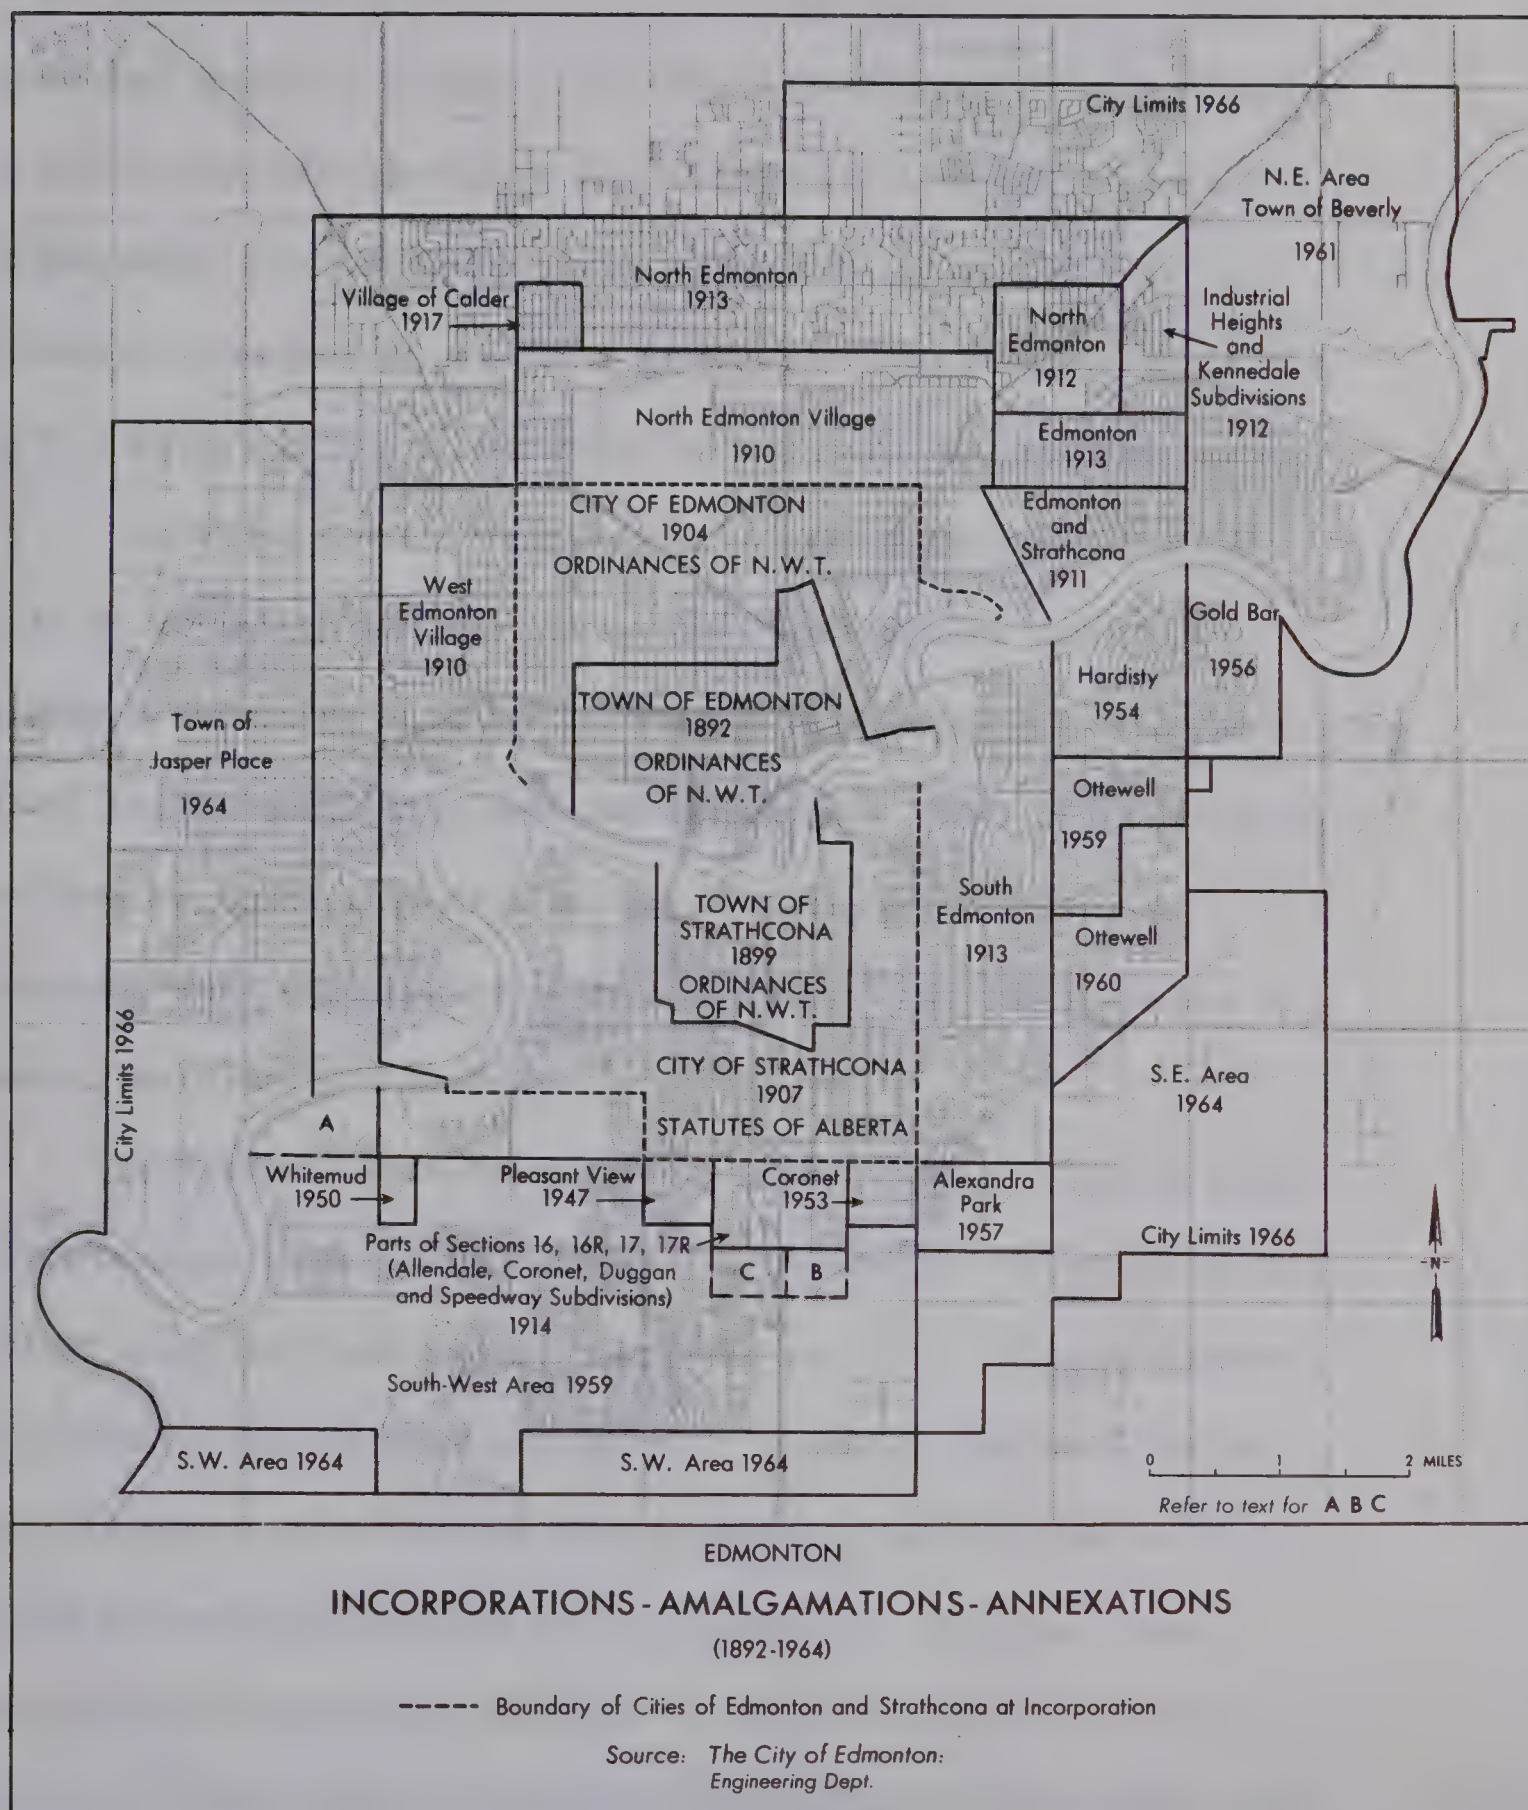 City Limits 1966
N.E. Area
Town of Beverly
1961
North Edmonton
1913
Village of Calder
1917
North
Edmonton
1912
Industrial
Heights
and
Kennedale
Subdivisions
1912
North Edmonton Village
1910
Edmonton
1913
CITY OF EDMONTON
1904
ORDINANCES OF N.W.T.
Edmonton
and
Strathcona
1911
West
Edmonton
Village
1910
Gold Bar
1956
Hardisty
1954
TOWN OF EDMONTON
1892
ORDINANCES
OF N.W.T.
Town of
Jasper Place
1964
Ottewell
1959
TOWN OF
STRATHCONA
1899
ORDINANCES
OF N.W.T.
South
Edmonton
1913
Ottewell
1960
City Limits 1966
CITY OF STRATHCONA
1907
STATUTES OF ALBERTA
S.E. Area
1964
A
Whitemud
1950
Pleasant View
1947
Coronet
1953
Alexandra
Park
1957
Parts of Sections 16, 16R, 17, 17R
(Allendale, Coronet, Duggan
and Speedway Subdivisions)
1914
C
B
City Limits 1966
N
South-West Area 1959
S.W. Area 1964
S.W. Area 1964
0 1 2 MILES
Refer to text for A B C
EDMONTON
INCORPORATIONS - AMALGAMATIONS - ANNEXATIONS
(1892-1964)
Boundary of Cities of Edmonton and Strathcona at Incorporation
Source: The City of Edmonton:
Engineering Dept.